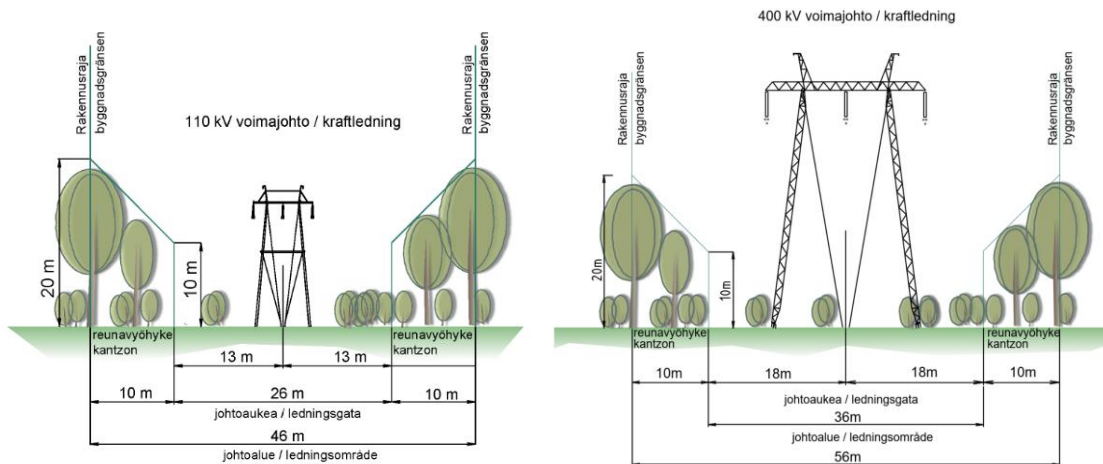 110 kV voimajohto / kraftledning
Rakennusraja
byggnadsgränsen
Rakennusraja
byggnadsgränsen
20 m
10 m
reunavyöhyke
kantzon
reunavyöhyke
kantzon
13 m
13 m
10 m
26 m
10 m
johtoaukea / ledningsgata
46 m
johtoalue / ledningsområde
400 kV voimajohto / kraftledning
Rakennusraja
byggnadsgränsen
Rakennusraja
byggnadsgränsen
20m
10m
reunavyöhyke
kantzon
reunavyöhyke
kantzon
10m
18m
18m
10m
johtoaukea / ledningsgata
36m
johtoalue / ledningsområde
56m